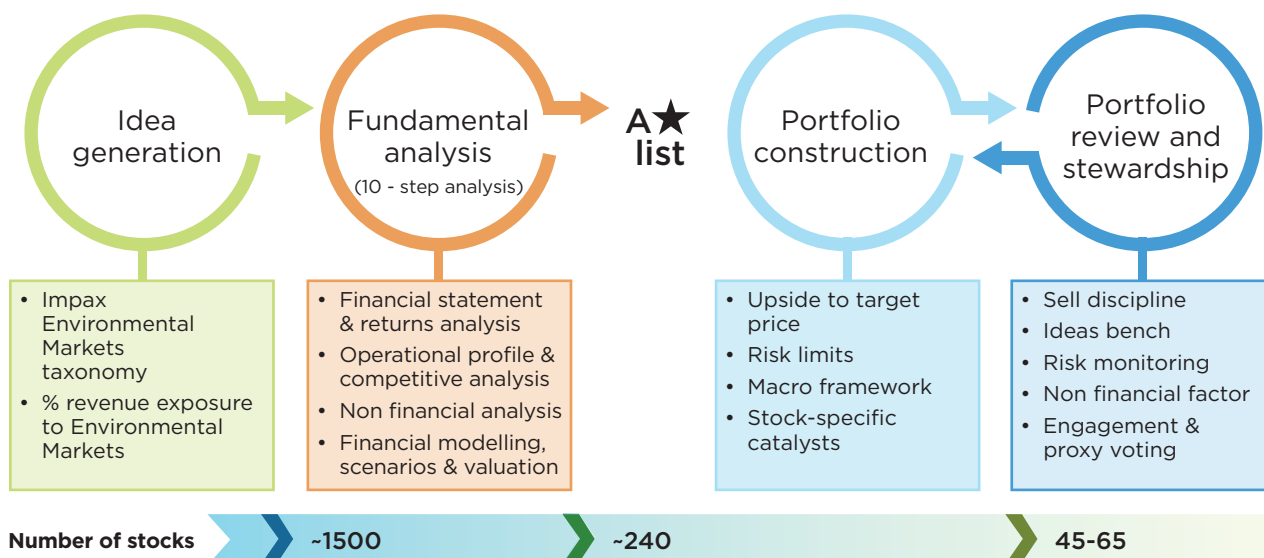 Idea
generation
Fundamental
analysis
(10 - step analysis)
A★
list
Portfolio
construction
Portfolio
review and
stewardship
• Impax
Environmental
Markets
taxonomy
• % revenue exposure
to Environmental
Markets
• Financial statement
& returns analysis
• Operational profile &
competitive analysis
• Non financial analysis
• Financial modelling,
scenarios & valuation
• Upside to target
price
• Risk limits
• Macro framework
• Stock-specific
catalysts
• Sell discipline
• Ideas bench
• Risk monitoring
• Non financial factor
• Engagement &
proxy voting
Number of stocks ~1500 ~240 45-65